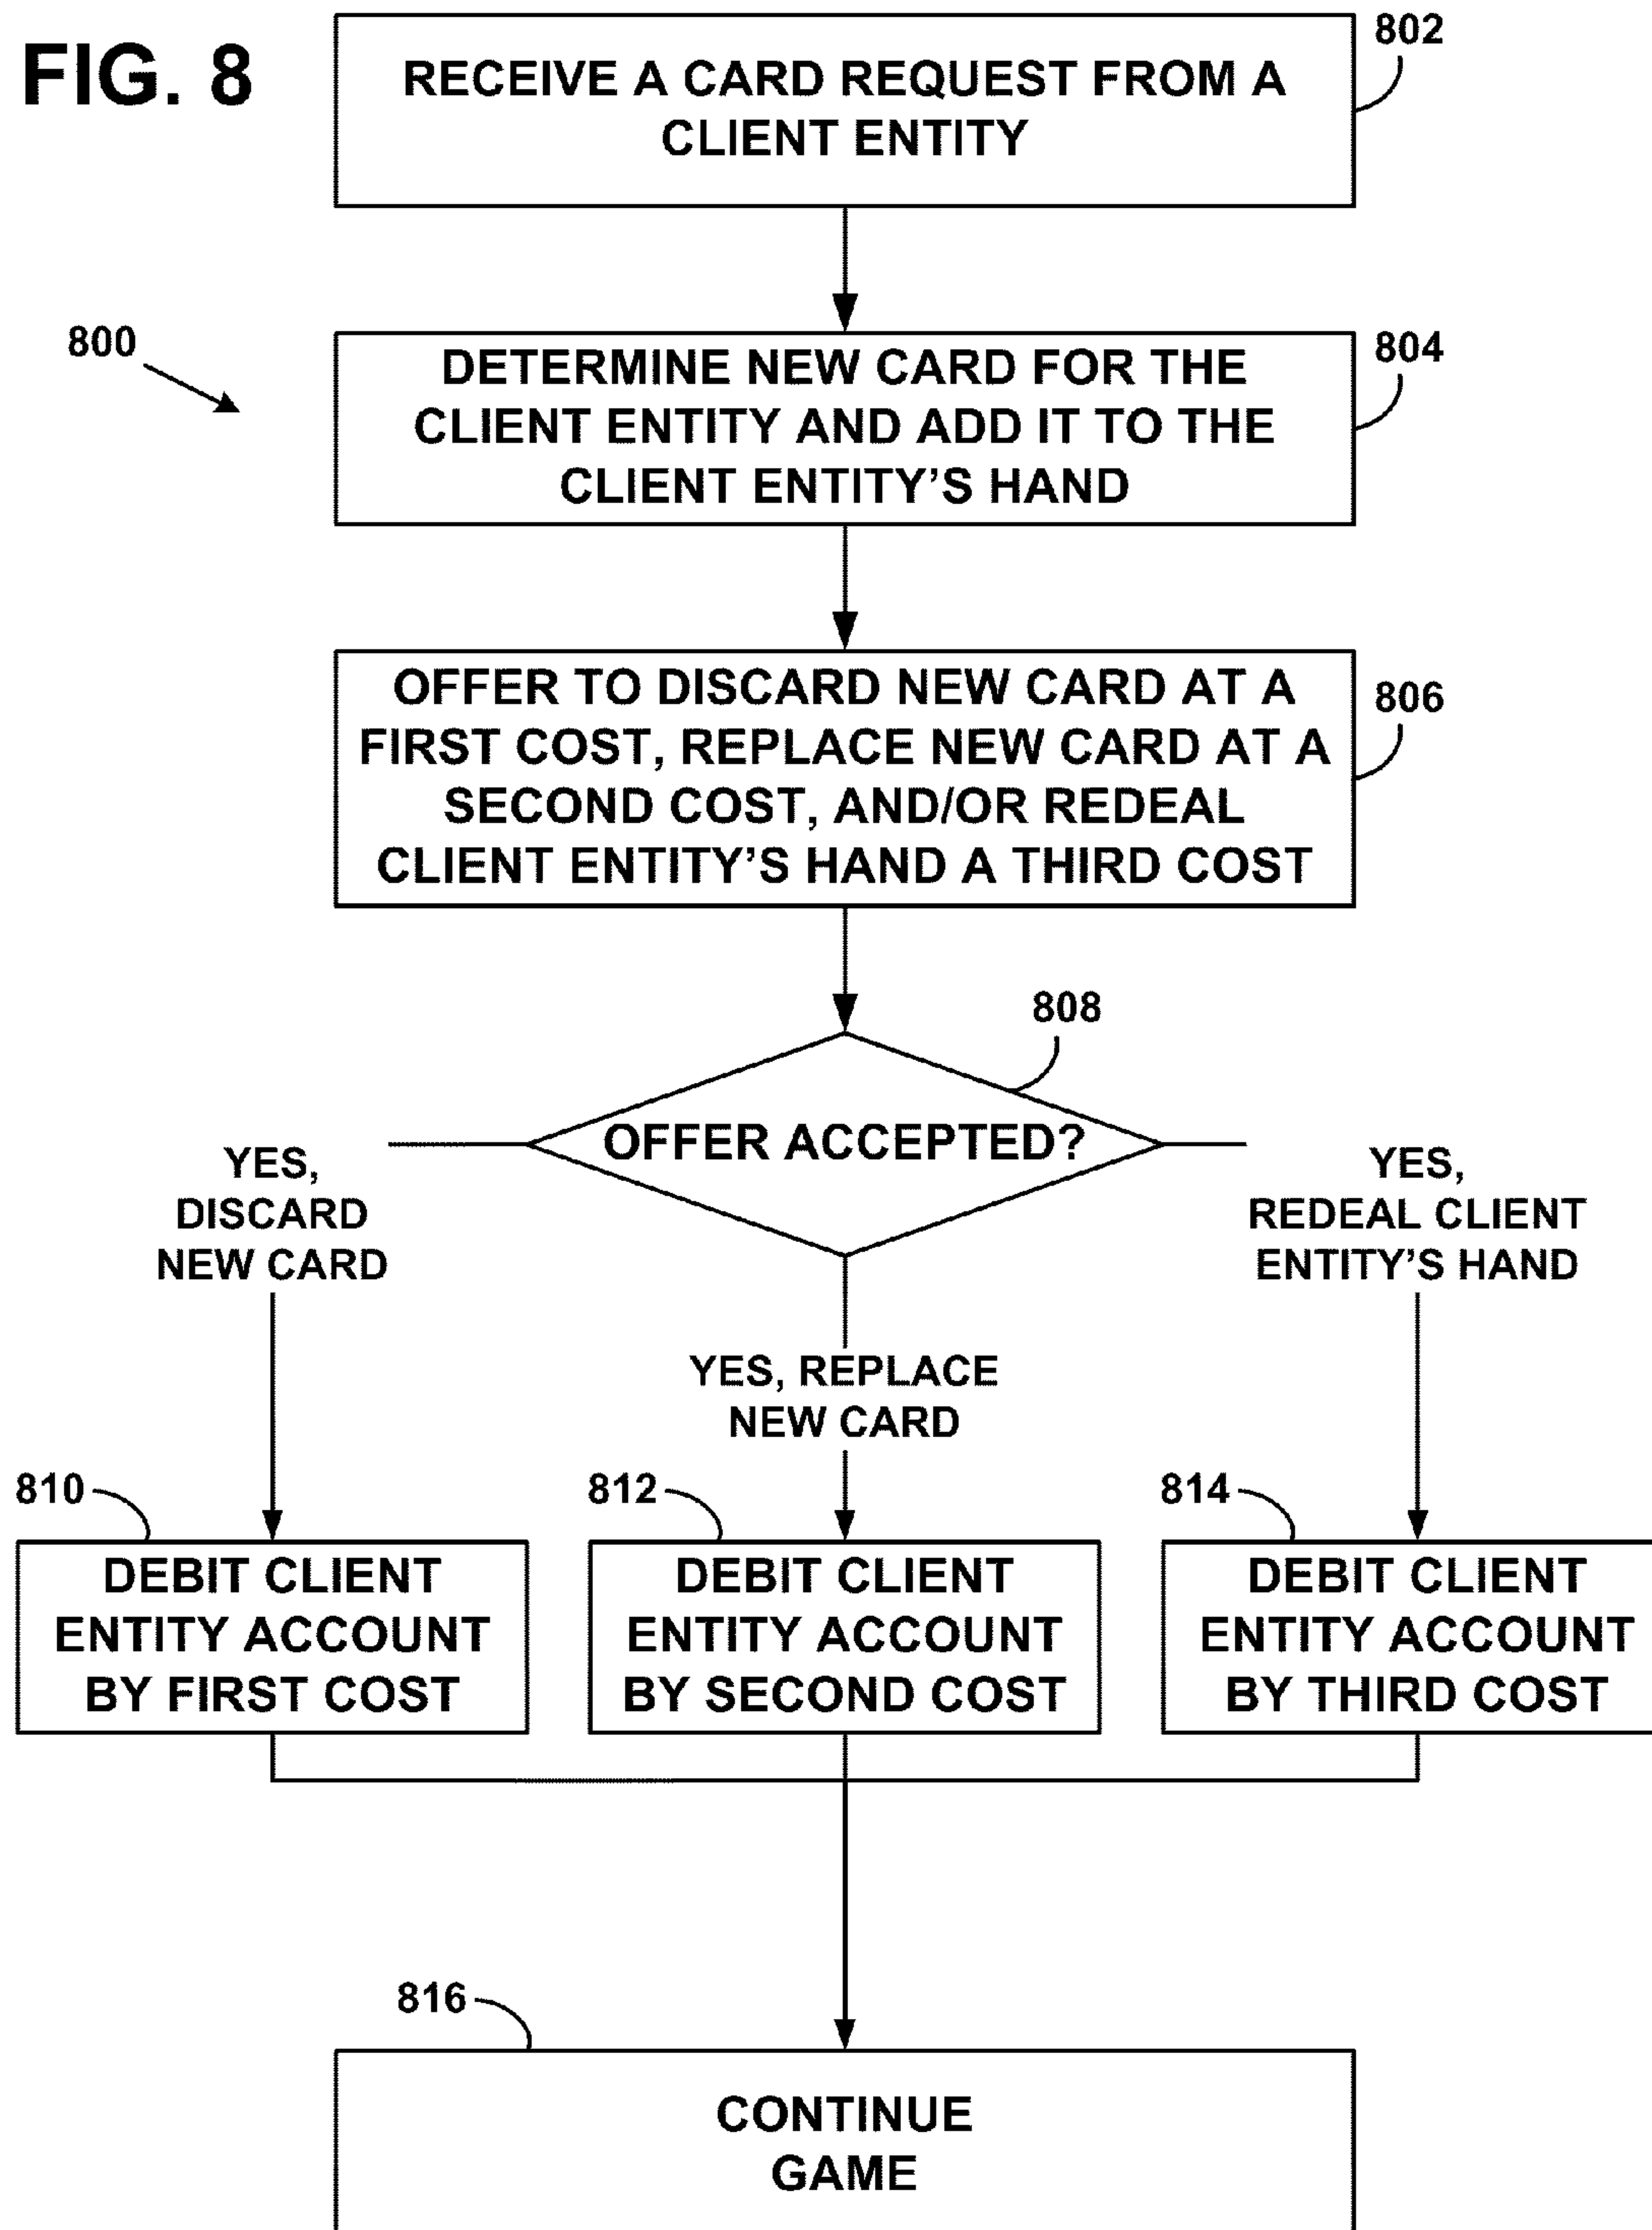 FIG. 8
802
RECEIVE A CARD REQUEST FROM A
CLIENT ENTITY
800
804
DETERMINE NEW CARD FOR THE
CLIENT ENTITY AND ADD IT TO THE
CLIENT ENTITY'S HAND
806
OFFER TO DISCARD NEW CARD AT A
FIRST COST, REPLACE NEW CARD AT A
SECOND COST, AND/OR REDEAL
CLIENT ENTITY'S HAND A THIRD COST
808
OFFER ACCEPTED?
YES,
DISCARD
NEW CARD
YES, REPLACE
NEW CARD
YES,
REDEAL CLIENT
ENTITY'S HAND
810
DEBIT CLIENT
ENTITY ACCOUNT
BY FIRST COST
812
DEBIT CLIENT
ENTITY ACCOUNT
BY SECOND COST
814
DEBIT CLIENT
ENTITY ACCOUNT
BY THIRD COST
816
CONTINUE
GAME